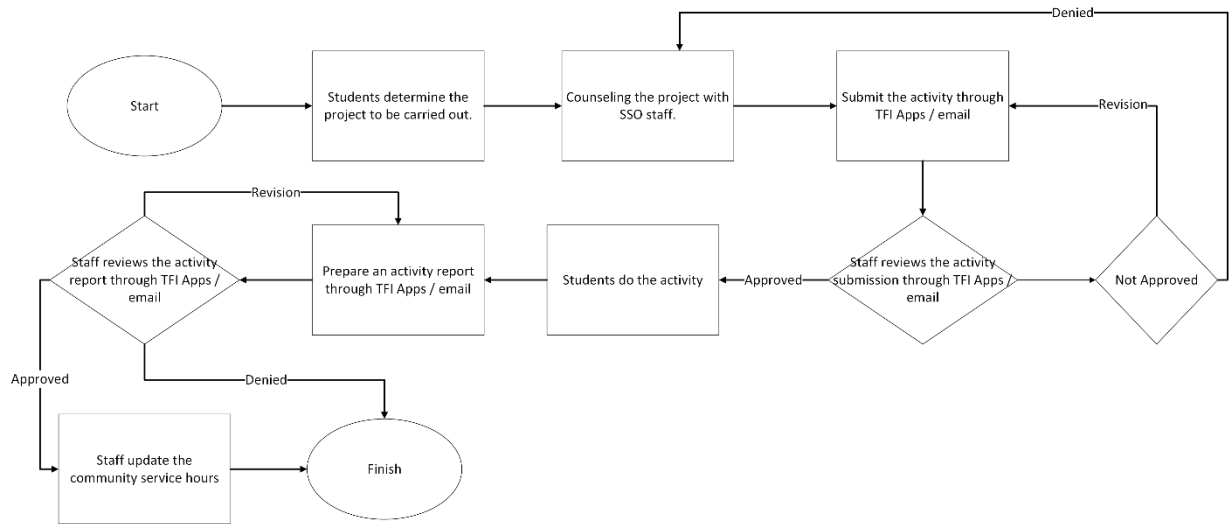 Denied
Start
Students determine the
project to be carried out.
Counseling the project with
SSO staff.
Submit the activity through
TFI Apps / email
Revision
Revision
Staff reviews the activity
report through TFI Apps /
email
Prepare an activity report
through TFI Apps / email
Students do the activity
Approved
Staff reviews the activity
submission through TFI Apps /
email
Not Approved
Approved
Denied
Staff update the
community service hours
Finish